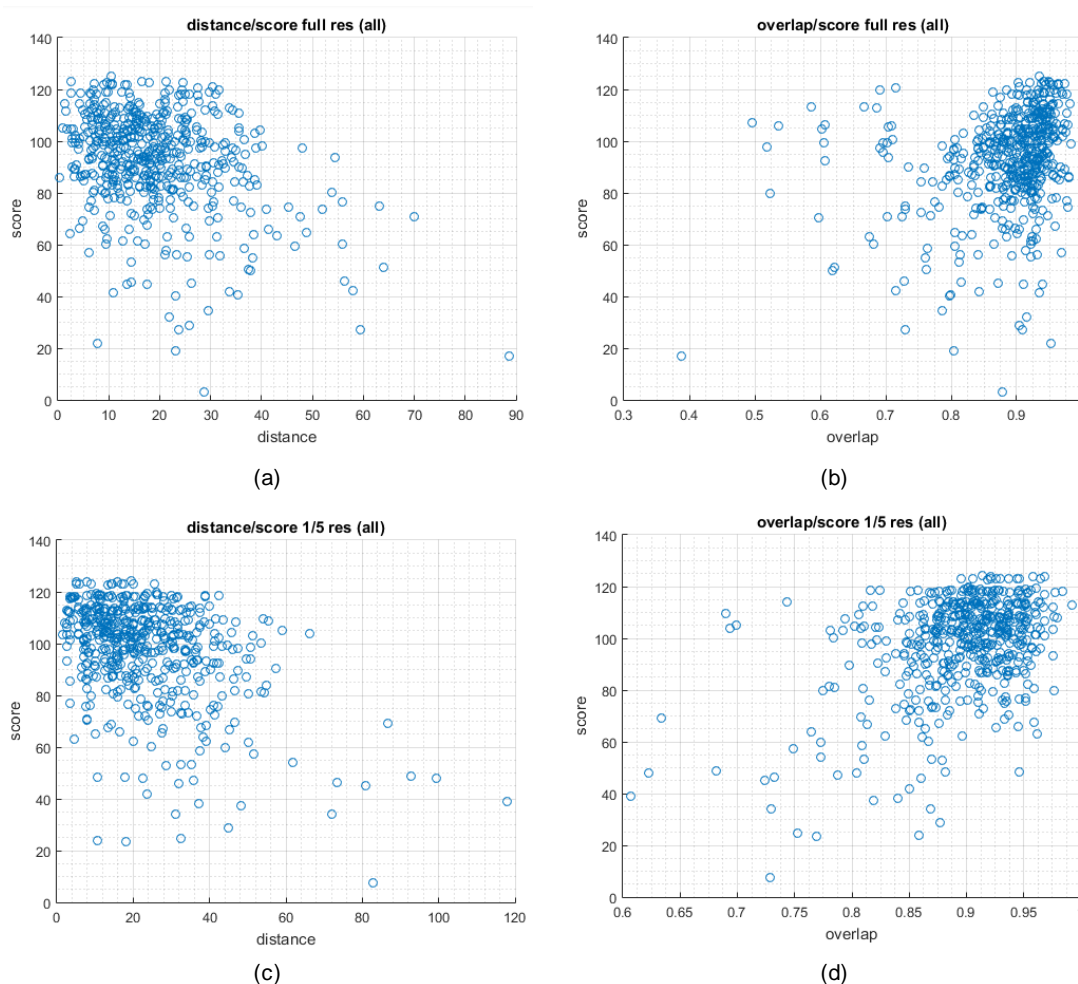 distance/score full res (all)
140
120
100
80
60
40
20
0
score
0 10 20 30 40 50 60 70 80 90
distance
(a)
overlap/score full res (all)
140
120
100
80
60
40
20
0
score
0.3 0.4 0.5 0.6 0.7 0.8 0.9
overlap
(b)
distance/score 1/5 res (all)
140
120
100
80
60
40
20
0
score
0 20 40 60 80 100 120
distance
(c)
overlap/score 1/5 res (all)
140
120
100
80
60
40
20
0
score
0.6 0.65 0.7 0.75 0.8 0.85 0.9 0.95
overlap
(d)